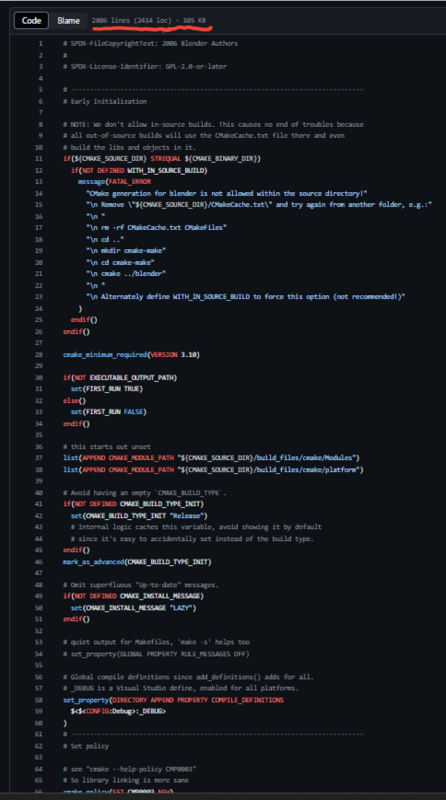 Code Blame 2806 lines (2414 loc) · 105 KB
1 # SPDX-FileCopyrightText: 2006 Blender Authors
2 #
3 # SPDX-License-Identifier: GPL-2.0-or-later
4
5 # -----------------------------------------------------------------------------
6 # Early Initialization
7
8 # NOTE: We don't allow in-source builds. This causes no end of troubles because
9 # all out-of-source builds will use the CMakeCache.txt file there and even
10 # build the libs and objects in it.
11 if(${CMAKE_SOURCE_DIR} STREQUAL ${CMAKE_BINARY_DIR})
12 if(NOT DEFINED WITH_IN_SOURCE_BUILD)
13 message(FATAL_ERROR
14 "CMake generation for blender is not allowed within the source directory!"
15 "\n Remove \"${CMAKE_SOURCE_DIR}/CMakeCache.txt\" and try again from another folder, e.g.:"
16 "\n "
17 "\n rm -rf CMakeCache.txt CMakeFiles"
18 "\n cd .."
19 "\n mkdir cmake-make"
20 "\n cd cmake-make"
21 "\n cmake ../blender"
22 "\n "
23 "\n Alternately define WITH_IN_SOURCE_BUILD to force this option (not recommended!)"
24 )
25 endif()
26 endif()
27
28 cmake_minimum_required(VERSION 3.10)
29
30 if(NOT EXECUTABLE_OUTPUT_PATH)
31 set(FIRST_RUN TRUE)
32 else()
33 set(FIRST_RUN FALSE)
34 endif()
35
36 # this starts out unset
37 list(APPEND CMAKE_MODULE_PATH "${CMAKE_SOURCE_DIR}/build_files/cmake/Modules")
38 list(APPEND CMAKE_MODULE_PATH "${CMAKE_SOURCE_DIR}/build_files/cmake/platform")
39
40 # Avoid having an empty `CMAKE_BUILD_TYPE`.
41 if(NOT DEFINED CMAKE_BUILD_TYPE_INIT)
42 set(CMAKE_BUILD_TYPE_INIT "Release")
43 # Internal logic caches this variable, avoid showing it by default
44 # since it's easy to accidentally set instead of the build type.
45 endif()
46 mark_as_advanced(CMAKE_BUILD_TYPE_INIT)
47
48 # Omit superfluous "Up-to-date" messages.
49 if(NOT DEFINED CMAKE_INSTALL_MESSAGE)
50 set(CMAKE_INSTALL_MESSAGE "LAZY")
51 endif()
52
53 # quiet output for Makefiles, 'make -s' helps too
54 # set_property(GLOBAL PROPERTY RULE_MESSAGES OFF)
55
56 # Global compile definitions since add_definitions() adds for all.
57 # _DEBUG is a Visual Studio define, enabled for all platforms.
58 set_property(DIRECTORY APPEND PROPERTY COMPILE_DEFINITIONS
59 $<$<CONFIG:Debug>:_DEBUG>
60 )
61 # -----------------------------------------------------------------------------
62 # Set policy
63
64 # see "cmake --help-policy CMP0003"
65 # So library linking is more sane
66 cmake_policy(SET CMP0003 NEW)